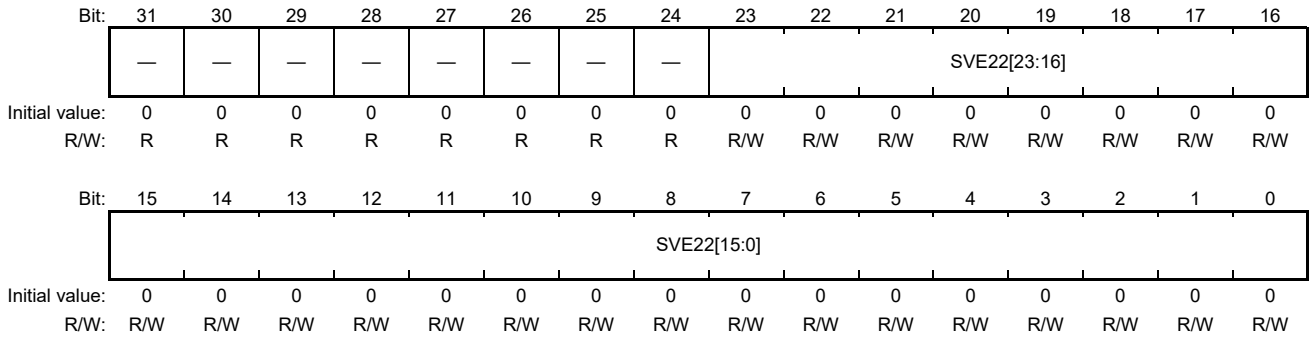 Bit: 31 30 29 28 27 26 25 24 23 22 21 20 19 18 17 16
— — — — — — — — SVE22[23:16]
Initial value: 0 0 0 0 0 0 0 0 0 0 0 0 0 0 0 0
R/W: R R R R R R R R R/W R/W R/W R/W R/W R/W R/W R/W
Bit: 15 14 13 12 11 10 9 8 7 6 5 4 3 2 1 0
SVE22[15:0]
Initial value: 0 0 0 0 0 0 0 0 0 0 0 0 0 0 0 0
R/W: R/W R/W R/W R/W R/W R/W R/W R/W R/W R/W R/W R/W R/W R/W R/W R/W